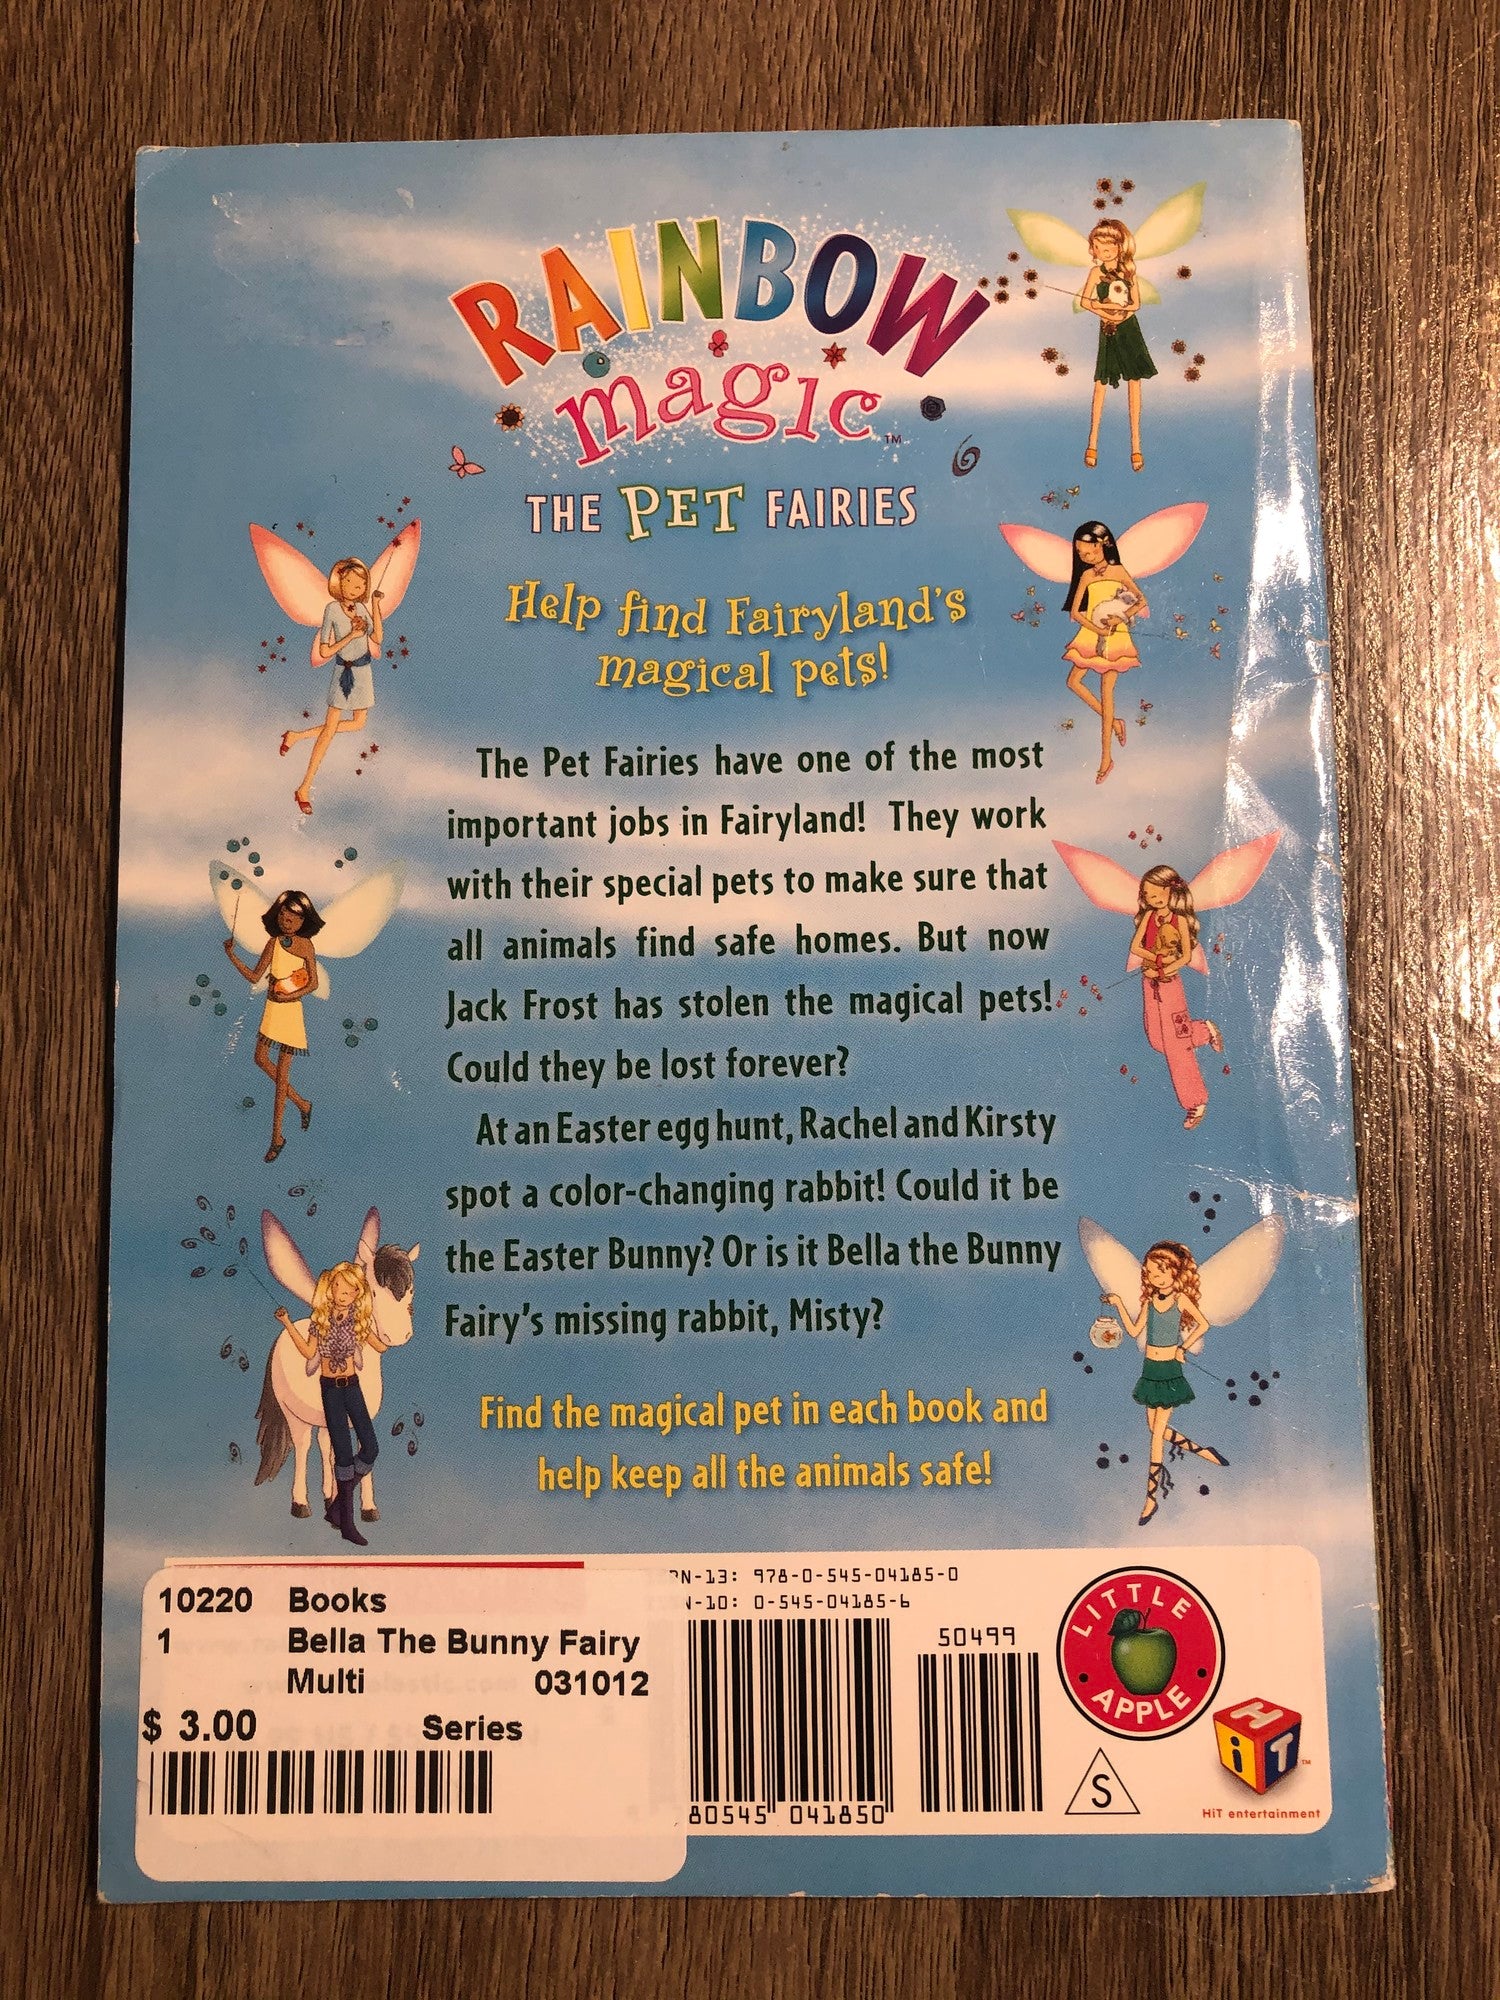 RAINBOW
magic™
THE PET FAIRIES
Help find Fairyland's
magical pets!
The Pet Fairies have one of the most
important jobs in Fairyland! They work
with their special pets to make sure that
all animals find safe homes. But now
Jack Frost has stolen the magical pets!
Could they be lost forever?
At an Easter egg hunt, Rachel and Kirsty
spot a color-changing rabbit! Could it be
the Easter Bunny? Or is it Bella the Bunny
Fairy's missing rabbit, Misty?
Find the magical pet in each book and
help keep all the animals safe!
10220 Books
1 Bella The Bunny Fairy
Multi 031012
$ 3.00 Series
N-13: 978-0-545-04185-0
-10: 0-545-04185-6
50499
80545 041850
LITTLE
APPLE
S
HiT
™
HiT entertainment